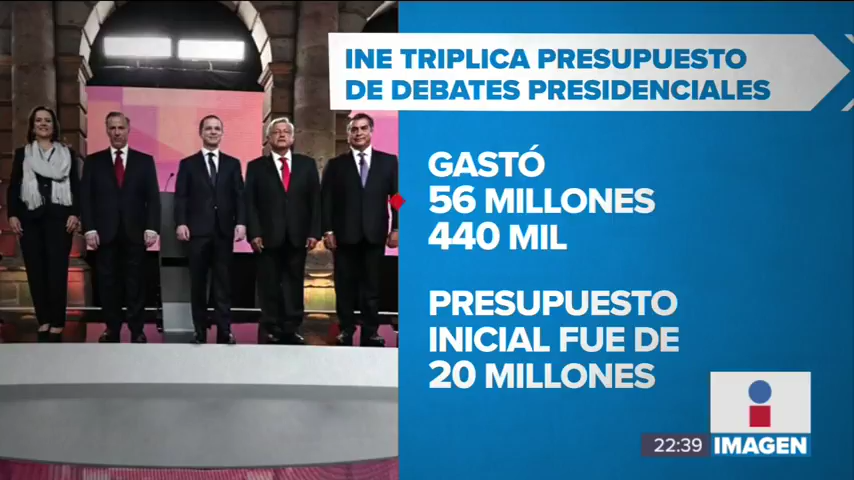 INE TRIPLICA PRESUPUESTO
DE DEBATES PRESIDENCIALES
GASTÓ
56 MILLONES
440 MIL
PRESUPUESTO
INICIAL FUE DE
20 MILLONES
22:39
IMAGEN